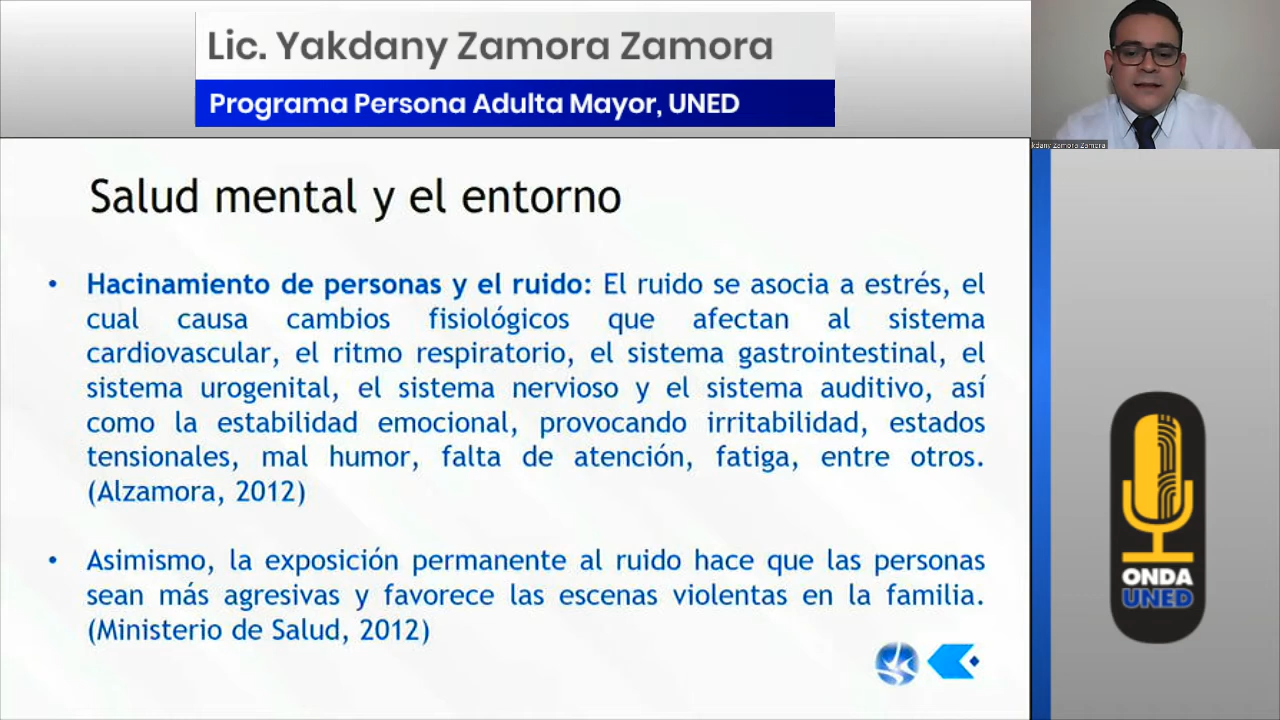 Lic. Yakdany Zamora Zamora
Programa Persona Adulta Mayor, UNED
kdany Zamora Zamora
Salud mental y el entorno
• Hacinamiento de personas y el ruido: El ruido se asocia a estrés, el
cual causa cambios fisiológicos que afectan al sistema
cardiovascular, el ritmo respiratorio, el sistema gastrointestinal, el
sistema urogenital, el sistema nervioso y el sistema auditivo, así
como la estabilidad emocional, provocando irritabilidad, estados
tensionales, mal humor, falta de atención, fatiga, entre otros.
(Alzamora, 2012)
• Asimismo, la exposición permanente al ruido hace que las personas
sean más agresivas y favorece las escenas violentas en la familia.
(Ministerio de Salud, 2012)
ONDA
UNED